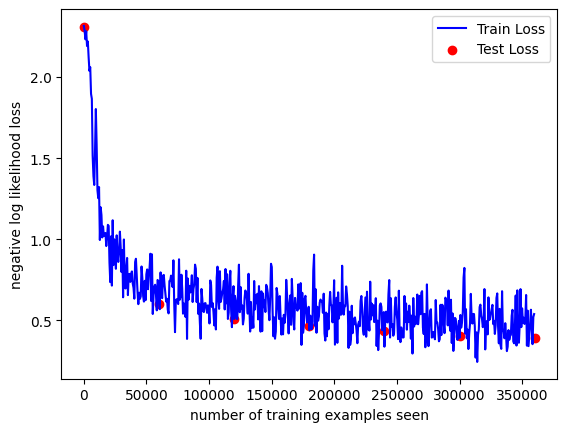 Train Loss
Test Loss
negative log likelihood loss
2.0
1.5
1.0
0.5
0 50000 100000 150000 200000 250000 300000 350000
number of training examples seen